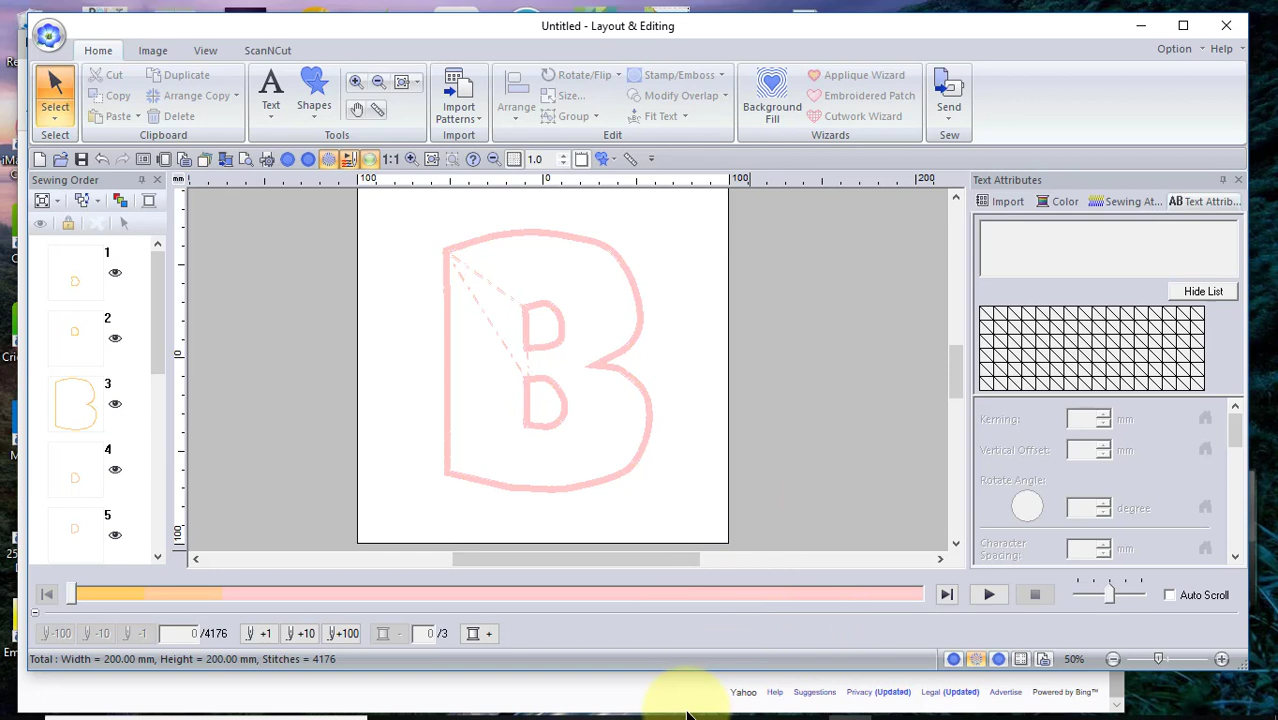 Untitled - Layout & Editing
Home Image View ScanNCut Option Help
Select
Select
Cut
Copy
Paste
Duplicate
Arrange Copy
Delete
Clipboard
Text
Shapes
Tools
Import
Patterns
Import
Arrange
Rotate/Flip
Size...
Group
Stamp/Emboss
Modify Overlap
Fit Text
Edit
Background
Fill
Applique Wizard
Embroidered Patch
Cutwork Wizard
Wizards
Send
Sew
1:1
1.0
Sewing Order
mm
100 0 100 200
0
100
1
2
3
4
5
B
Text Attributes
Import Color Sewing At... AB Text Attrib...
Hide List
Kerning: mm
Vertical Offset: mm
Rotate Angle:
degree
Character
Spacing: mm
Auto Scroll
-100 -10 -1 0 /4176 +1 +10 +100 - 0 /3 +
Total : Width = 200.00 mm, Height = 200.00 mm, Stitches = 4176
50%
Yahoo Help Suggestions Privacy (Updated) Legal (Updated) Advertise Powered by Bing™